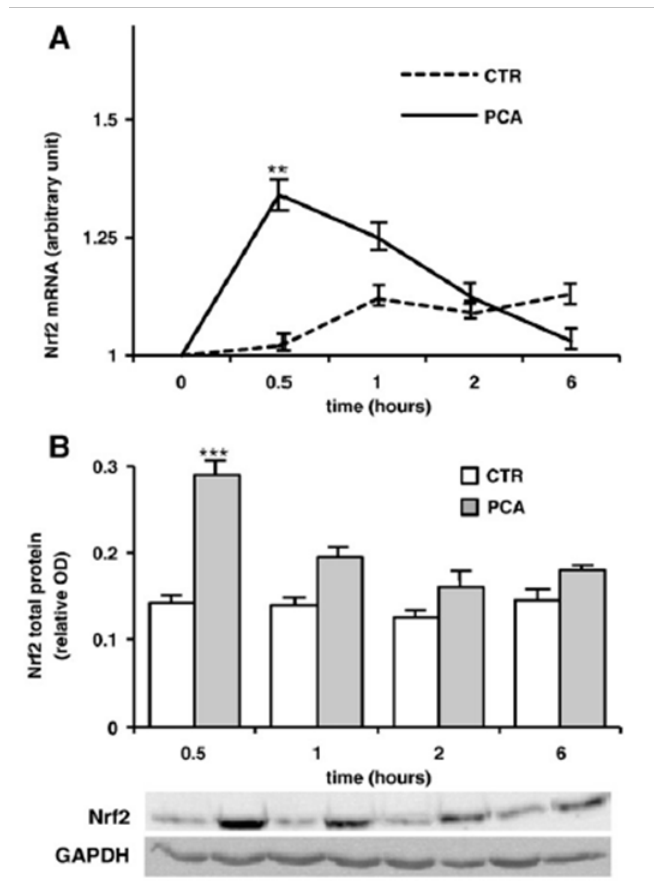 A
CTR
PCA
Nrf2 mRNA (arbitrary unit)
1.5
1.25
1
**
0 0.5 1 2 6
time (hours)
B
CTR
PCA
Nrf2 total protein
(relative OD)
0.3
0.2
0.1
0
***
0.5 1 2 6
time (hours)
Nrf2
GAPDH